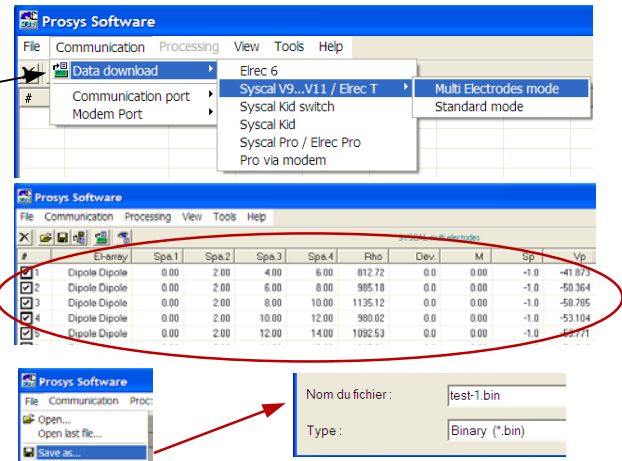 Prosys Software
File Communication Processing View Tools Help
Data download
Communication port
Modem Port
Elrec 6
Syscal V9...V11 / Elrec T
Syscal Kid switch
Syscal Kid
Syscal Pro / Elrec Pro
Pro via modem
Multi Electrodes mode
Standard mode
#
Prosys Software
File Communication Processing View Tools Help
SYSCAL multi electrodes
# El-array Spa.1 Spa.2 Spa.3 Spa.4 Rho Dev. M Sp Vp
1 Dipole Dipole 0.00 2.00 4.00 6.00 812.72 0.0 0.00 -1.0 -41.873
2 Dipole Dipole 0.00 2.00 6.00 8.00 985.18 0.0 0.00 -1.0 -50.364
3 Dipole Dipole 0.00 2.00 8.00 10.00 1135.12 0.0 0.00 -1.0 -58.785
4 Dipole Dipole 0.00 2.00 10.00 12.00 980.02 0.0 0.00 -1.0 -53.104
5 Dipole Dipole 0.00 2.00 12.00 14.00 1092.53 0.0 0.00 -1.0
Prosys Software
File Communication Proc
Open...
Open last file...
Save as...
Nom du fichier : test-1.bin
Type : Binary (*.bin)